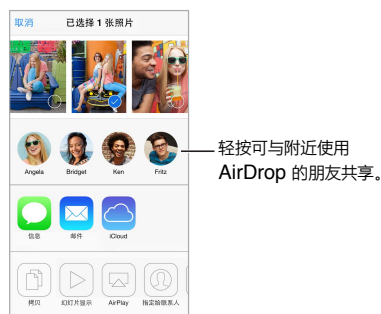 取消 已选择 1 张照片
Angela Bridget Ken Fritz
轻按可与附近使用
AirDrop 的朋友共享。
信息 邮件 iCloud
拷贝 幻灯片显示 AirPlay 指定给联系人